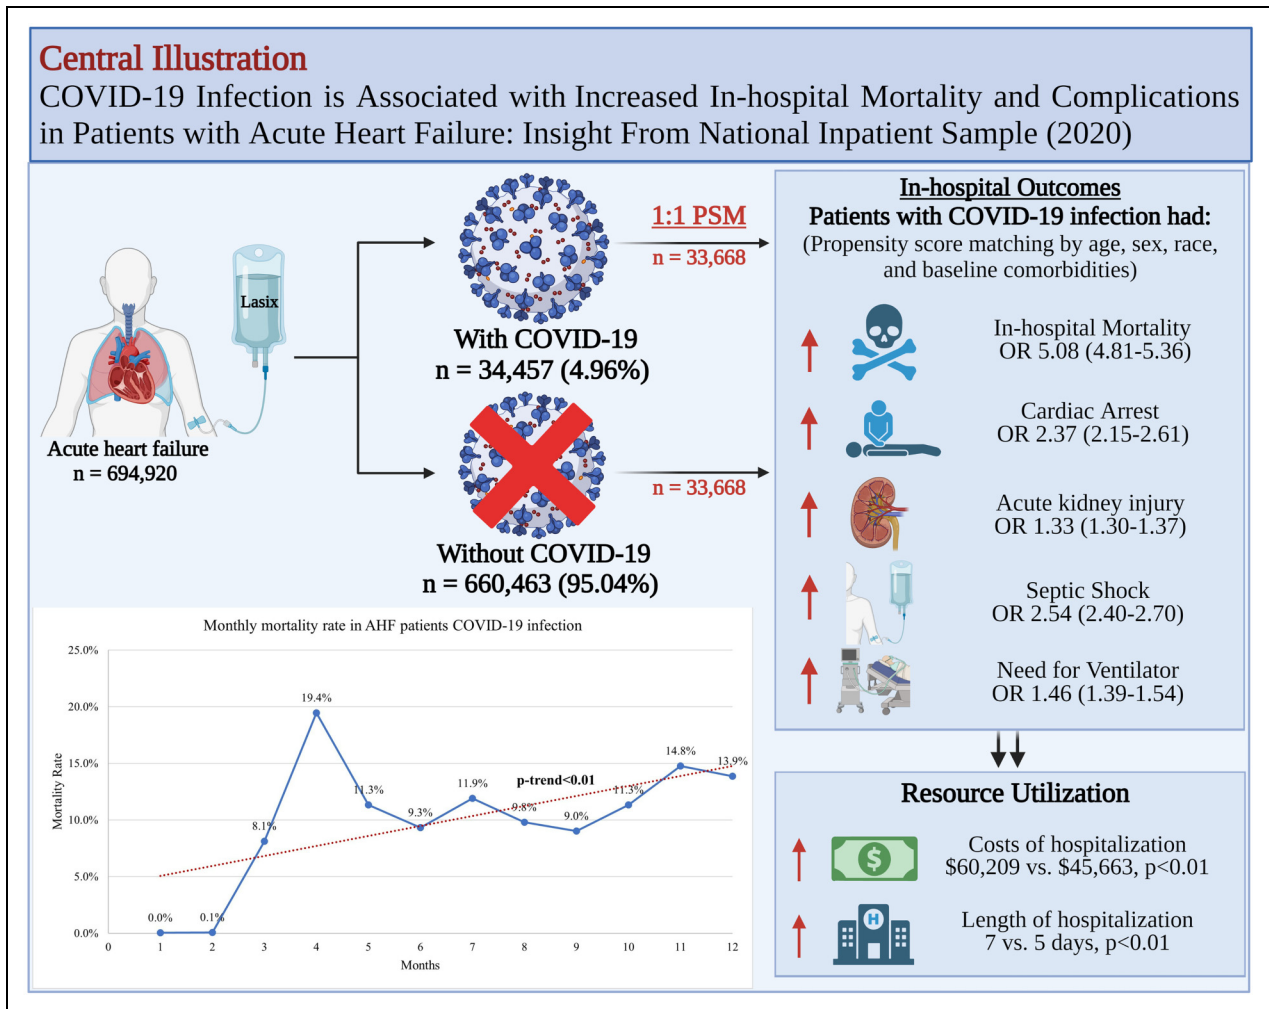 Central Illustration
COVID-19 Infection is Associated with Increased In-hospital Mortality and Complications
in Patients with Acute Heart Failure: Insight From National Inpatient Sample (2020)
Lasix
Acute heart failure
n = 694,920
With COVID-19
n = 34,457 (4.96%)
Without COVID-19
n = 660,463 (95.04%)
1:1 PSM
n = 33,668
n = 33,668
In-hospital Outcomes
Patients with COVID-19 infection had:
(Propensity score matching by age, sex, race,
and baseline comorbidities)
In-hospital Mortality
OR 5.08 (4.81-5.36)
Cardiac Arrest
OR 2.37 (2.15-2.61)
Acute kidney injury
OR 1.33 (1.30-1.37)
Septic Shock
OR 2.54 (2.40-2.70)
Need for Ventilator
OR 1.46 (1.39-1.54)
Resource Utilization
$
Costs of hospitalization
$60,209 vs. $45,663, p<0.01
H
Length of hospitalization
7 vs. 5 days, p<0.01
Monthly mortality rate in AHF patients COVID-19 infection
Mortality Rate
25.0%
20.0%
15.0%
10.0%
5.0%
0.0%
0.0%
0.1%
8.1%
19.4%
11.3%
9.3%
11.9%
9.8%
9.0%
11.3%
14.8%
13.9%
p-trend<0.01
0 1 2 3 4 5 6 7 8 9 10 11 12
Months